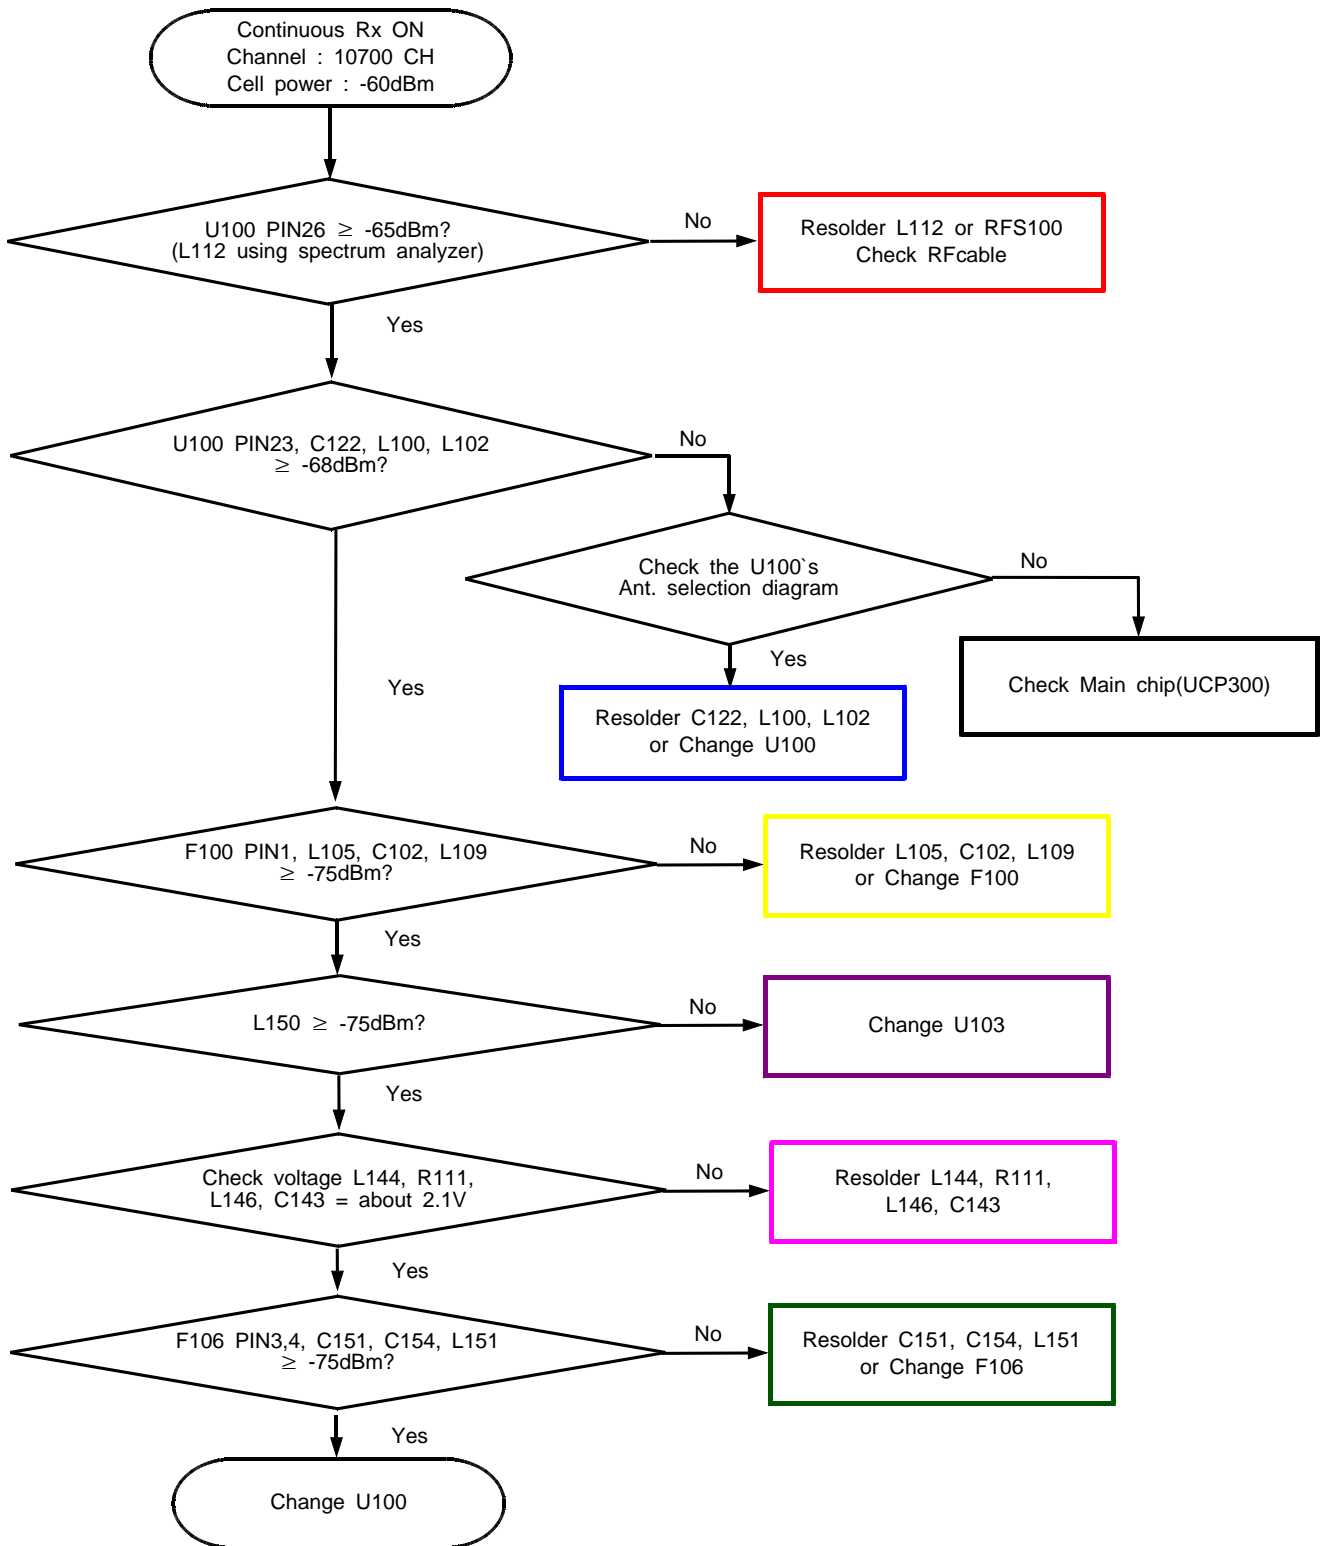 Continuous Rx ON
Channel : 10700 CH
Cell power : -60dBm
U100 PIN26 ≥ -65dBm?
(L112 using spectrum analyzer)
No
Resolder L112 or RFS100
Check RFcable
Yes
U100 PIN23, C122, L100, L102
≥ -68dBm?
No
Check the U100`s
Ant. selection diagram
No
Yes
Check Main chip(UCP300)
Yes
Resolder C122, L100, L102
or Change U100
F100 PIN1, L105, C102, L109
≥ -75dBm?
No
Resolder L105, C102, L109
or Change F100
Yes
L150 ≥ -75dBm?
No
Change U103
Yes
Check voltage L144, R111,
L146, C143 = about 2.1V
No
Resolder L144, R111,
L146, C143
Yes
F106 PIN3,4, C151, C154, L151
≥ -75dBm?
No
Resolder C151, C154, L151
or Change F106
Yes
Change U100